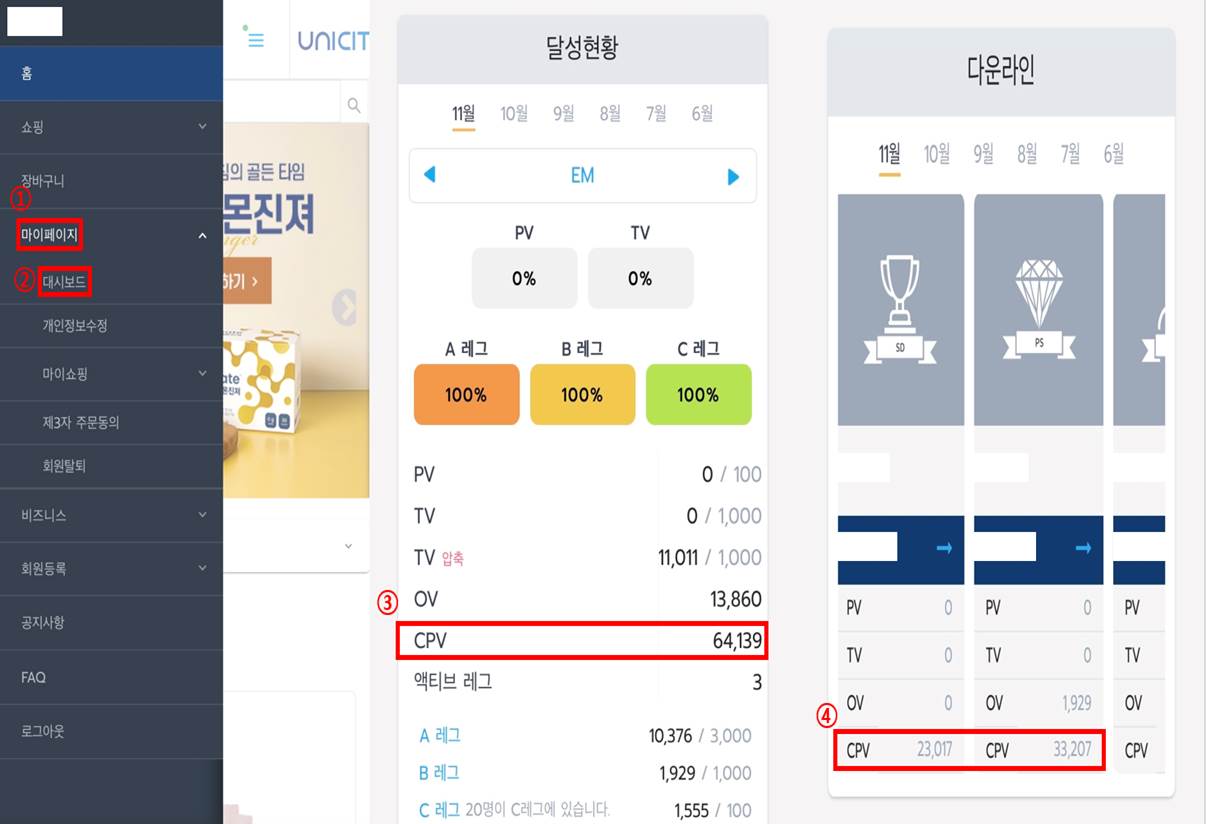 홈
쇼핑
장바구니
①
마이페이지
② 대시보드
개인정보수정
마이쇼핑
제3자 주문동의
회원탈퇴
비즈니스
회원등록
공지사항
FAQ
로그아웃
UNICIT
의 골든 타임
몬진져
nger
하기 >
ate
몬진져
달성현황
11월 10월 9월 8월 7월 6월
EM
PV TV
0% 0%
A 레그 B 레그 C 레그
100% 100% 100%
PV 0 / 100
TV 0 / 1,000
TV 압축 11,011 / 1,000
③ OV 13,860
CPV 64,139
액티브 레그 3
A 레그 10,376 / 3,000
B 레그 1,929 / 1,000
C 레그 20명이 C레그에 있습니다. 1,555 / 100
다운라인
11월 10월 9월 8월 7월 6월
SD PS
PV 0 PV 0 PV
TV 0 TV 0 TV
OV 0 OV 1,929 OV
④
CPV 23,017 CPV 33,207 CPV